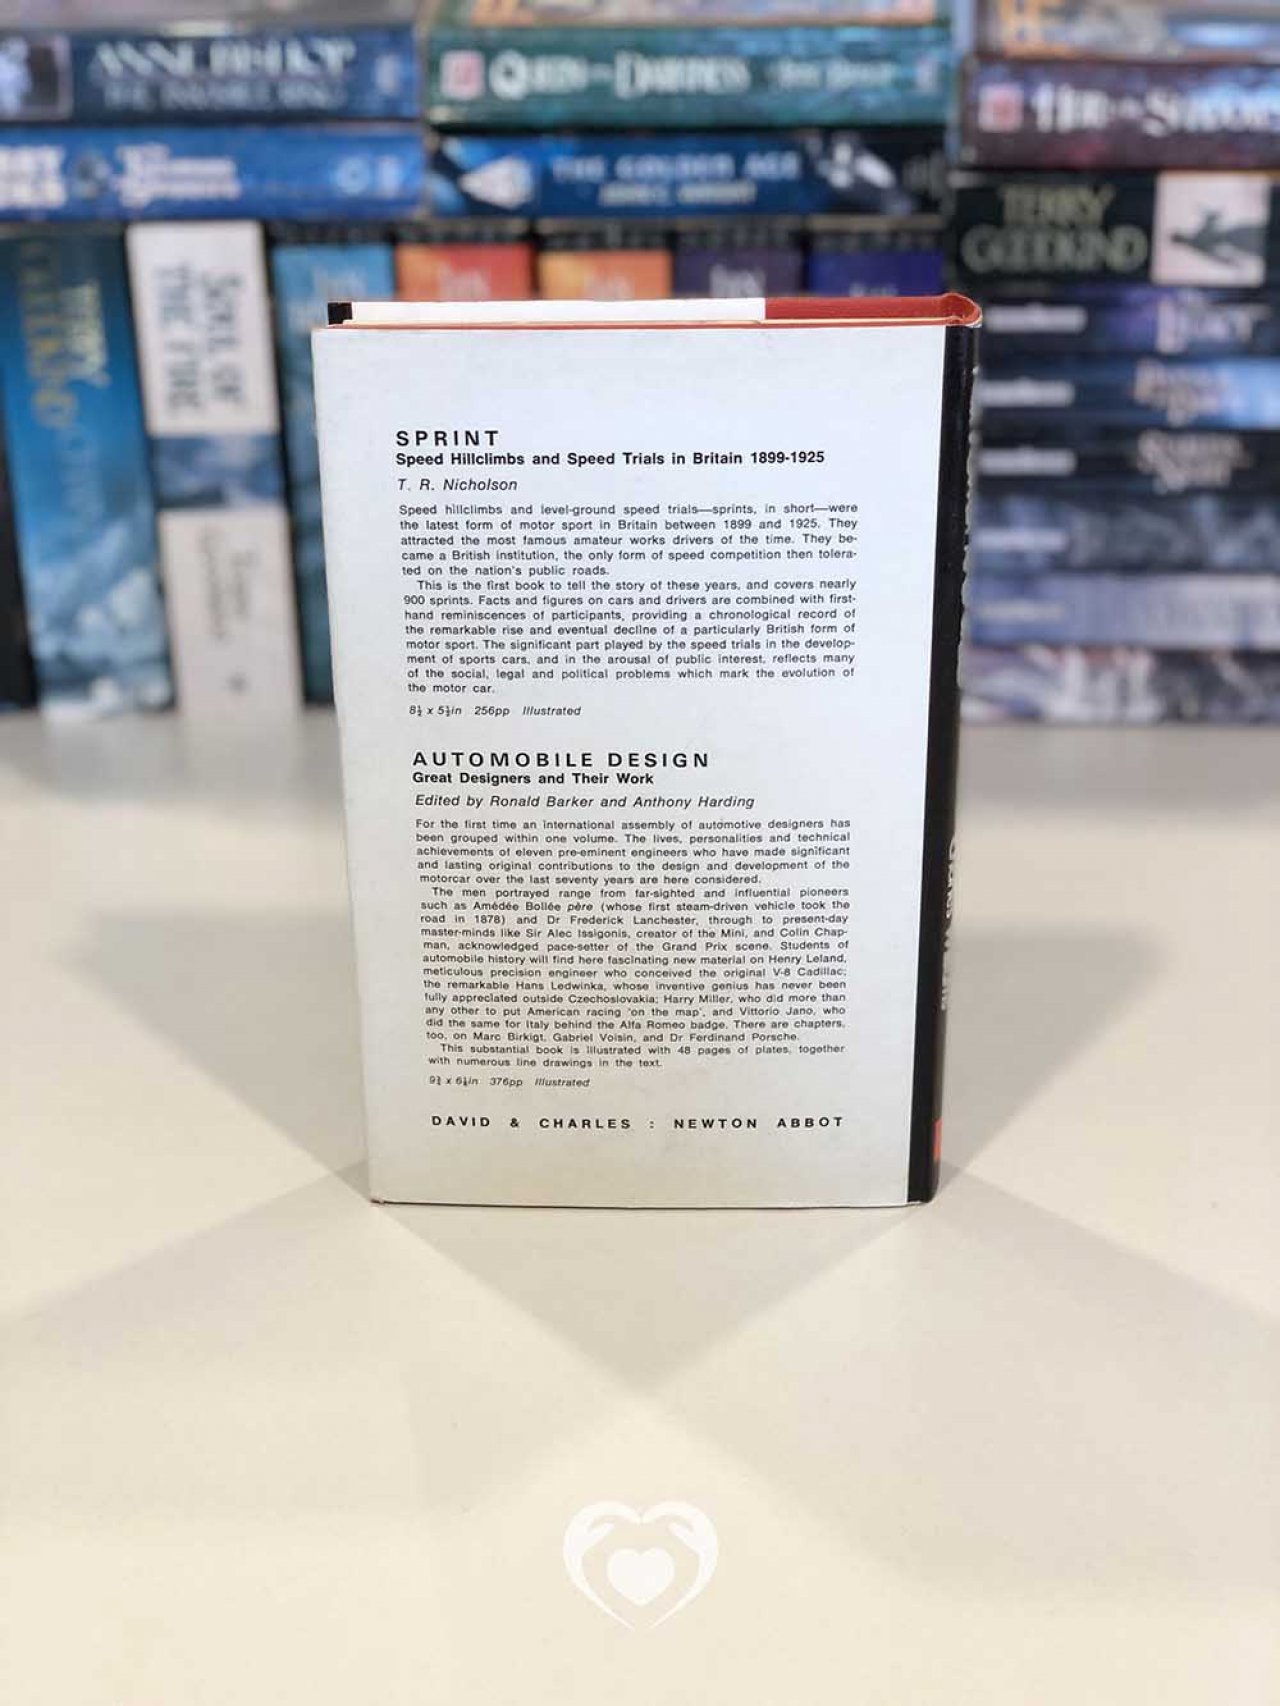 ANNE BISHOP
QUEEN OF DARKNESS
HEIR TO THE SHADOWS
THE GOLDEN AGE
JOHN C. WRIGHT
TERRY
GOODKIND
SOUL OF
THE FIRE
SPRINT
Speed Hillclimbs and Speed Trials in Britain 1899-1925
T. R. Nicholson
Speed hillclimbs and level-ground speed trials—sprints, in short—were
the latest form of motor sport in Britain between 1899 and 1925. They
attracted the most famous amateur works drivers of the time. They be-
came a British institution, the only form of speed competition then tolera-
ted on the nation's public roads.
This is the first book to tell the story of these years, and covers nearly
900 sprints. Facts and figures on cars and drivers are combined with first-
hand reminiscences of participants, providing a chronological record of
the remarkable rise and eventual decline of a particularly British form of
motor sport. The significant part played by the speed trials in the develop-
ment of sports cars, and in the arousal of public interest, reflects many
of the social, legal and political problems which mark the evolution of
the motor car.
8½ x 5½in 256pp Illustrated
AUTOMOBILE DESIGN
Great Designers and Their Work
Edited by Ronald Barker and Anthony Harding
For the first time an international assembly of automotive designers has
been grouped within one volume. The lives, personalities and technical
achievements of eleven pre-eminent engineers who have made significant
and lasting original contributions to the design and development of the
motorcar over the last seventy years are here considered.
The men portrayed range from far-sighted and influential pioneers
such as Amédée Bollée père (whose first steam-driven vehicle took the
road in 1878) and Dr Frederick Lanchester, through to present-day
master-minds like Sir Alec Issigonis, creator of the Mini, and Colin Chap-
man, acknowledged pace-setter of the Grand Prix scene. Students of
automobile history will find here fascinating new material on Henry Leland,
meticulous precision engineer who conceived the original V-8 Cadillac;
the remarkable Hans Ledwinka, whose inventive genius has never been
fully appreciated outside Czechoslovakia; Harry Miller, who did more than
any other to put American racing 'on the map', and Vittorio Jano, who
did the same for Italy behind the Alfa Romeo badge. There are chapters,
too, on Marc Birkigt, Gabriel Voisin, and Dr Ferdinand Porsche.
This substantial book is illustrated with 48 pages of plates, together
with numerous line drawings in the text.
9¾ x 6¼in 376pp Illustrated
DAVID & CHARLES : NEWTON ABBOT